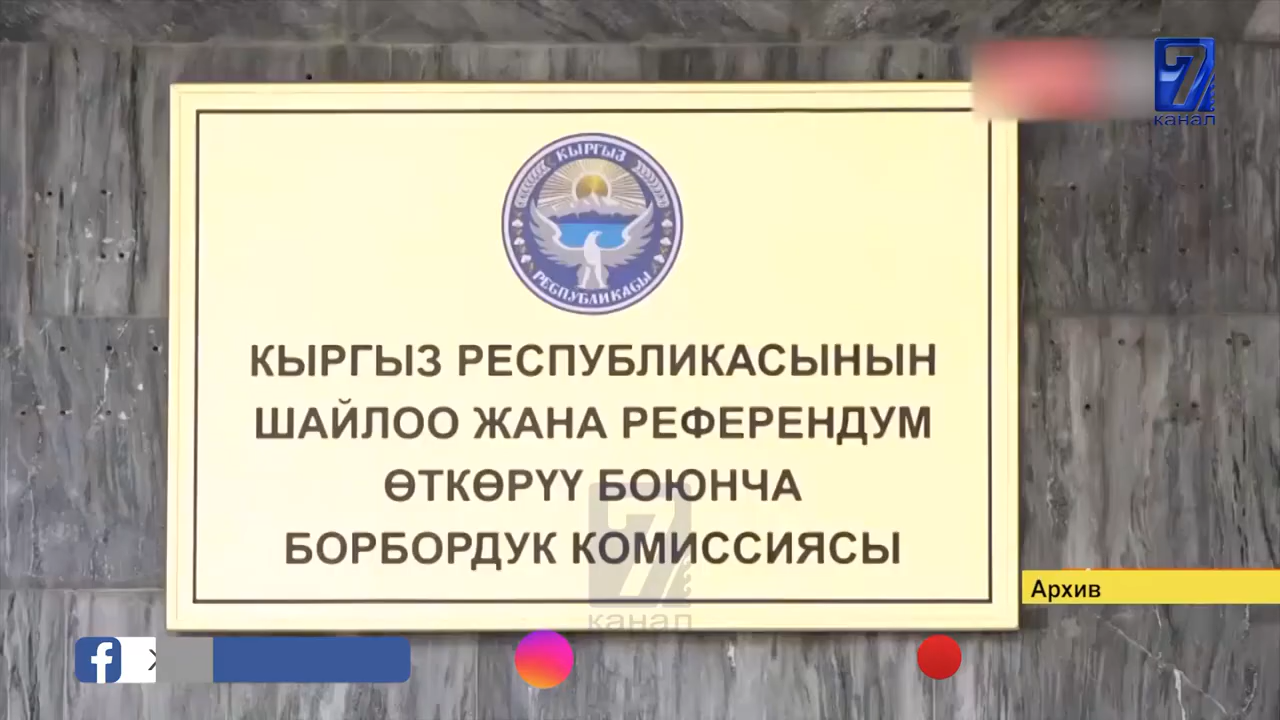 7
канал
КЫРГЫЗ
РЕСПУБЛИКАСЫ
КЫРГЫЗ РЕСПУБЛИКАСЫНЫН
ШАЙЛОО ЖАНА РЕФЕРЕНДУМ
ӨТКӨРҮҮ БОЮНЧА
БОРБОРДУК КОМИССИЯСЫ
7
канал
Архив